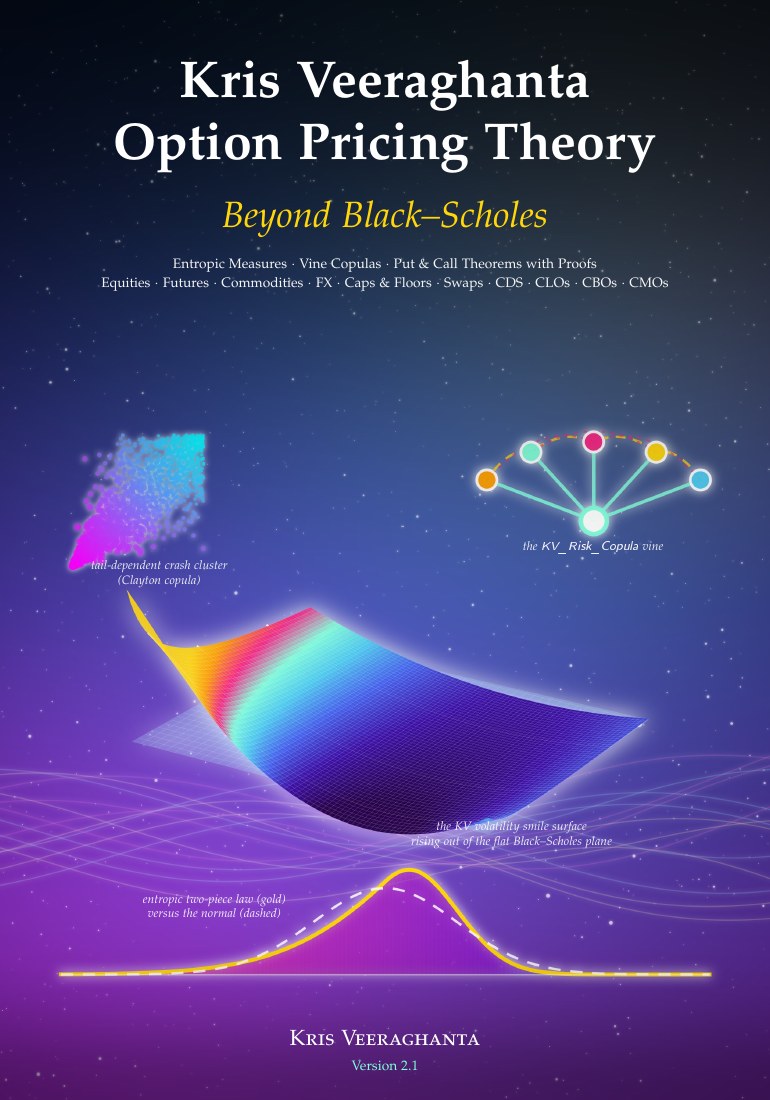 Kris Veeraghanta
Option Pricing Theory
Beyond Black–Scholes
Entropic Measures · Vine Copulas · Put & Call Theorems with Proofs
Equities · Futures · Commodities · FX · Caps & Floors · Swaps · CDS · CLOs · CBOs · CMOs
the KV_Risk_Copula vine
tail-dependent crash cluster
(Clayton copula)
the KV volatility smile surface
rising out of the flat Black–Scholes plane
entropic two-piece law (gold)
versus the normal (dashed)
Kris Veeraghanta
Version 2.1